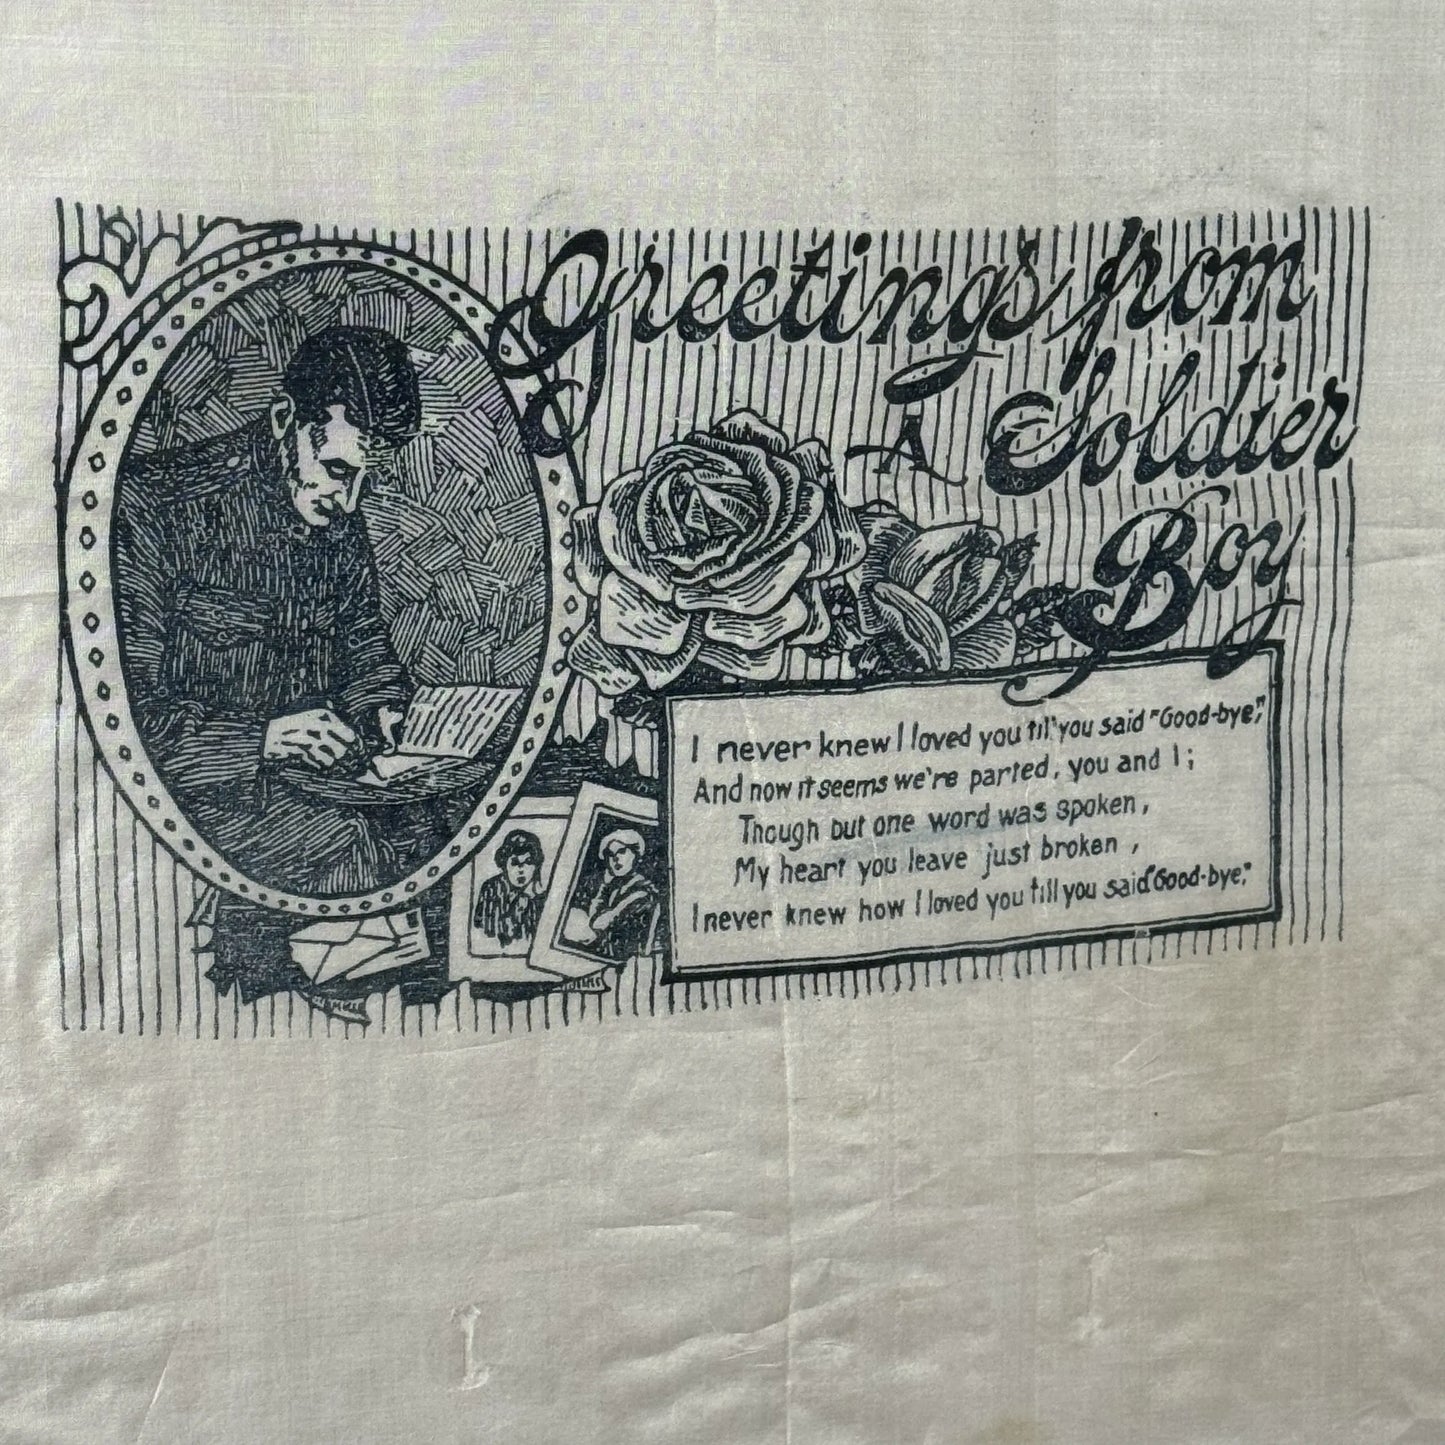 Greetings from
A Soldier
Boy
I never knew I loved you til' you said "Good-bye,"
And now it seems we're parted, you and I;
Though but one word was spoken,
My heart you leave just broken,
I never knew how I loved you till you said "Good-bye."